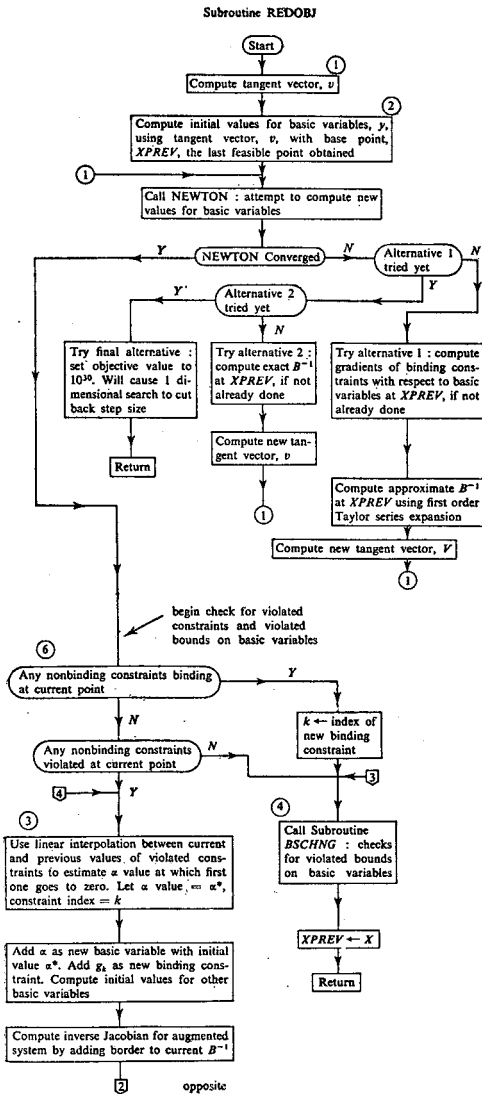 Subroutine REDOBJ
Start
1
Compute tangent vector, v
2
Compute initial values for basic variables, y,
using tangent vector, v, with base point,
XPREV, the last feasible point obtained
1
Call NEWTON : attempt to compute new
values for basic variables
Y
NEWTON Converged
N
Alternative 1
tried yet
N
Y
Y
Alternative 2
tried yet
N
Try final alternative :
set objective value to
10³⁰. Will cause 1 di-
mensional search to cut
back step size
Return
Try alternative 2 :
compute exact B⁻¹
at XPREV, if not
already done
Compute new tan-
gent vector, v
1
Try alternative 1 : compute
gradients of binding con-
straints with respect to basic
variables at XPREV, if not
already done
Compute approximate B⁻¹
at XPREV using first order
Taylor series expansion
Compute new tangent vector, V
1
begin check for violated
constraints and violated
bounds on basic variables
6
Any nonbinding constraints binding
at current point
Y
N
k ← index of
new binding
constraint
Any nonbinding constraints
violated at current point
N
3
4
Y
3
Use linear interpolation between current
and previous values of violated cons-
traints to estimate α value at which first
one goes to zero. Let α value = α*,
constraint index = k
4
Call Subroutine
BSCHNG : checks
for violated bounds
on basic variables
XPREV ← X
Return
Add α as new basic variable with initial
value α*. Add gₖ as new binding cons-
traint. Compute initial values for other
basic variables
Compute inverse Jacobian for augmented
system by adding border to current B⁻¹
2
opposite